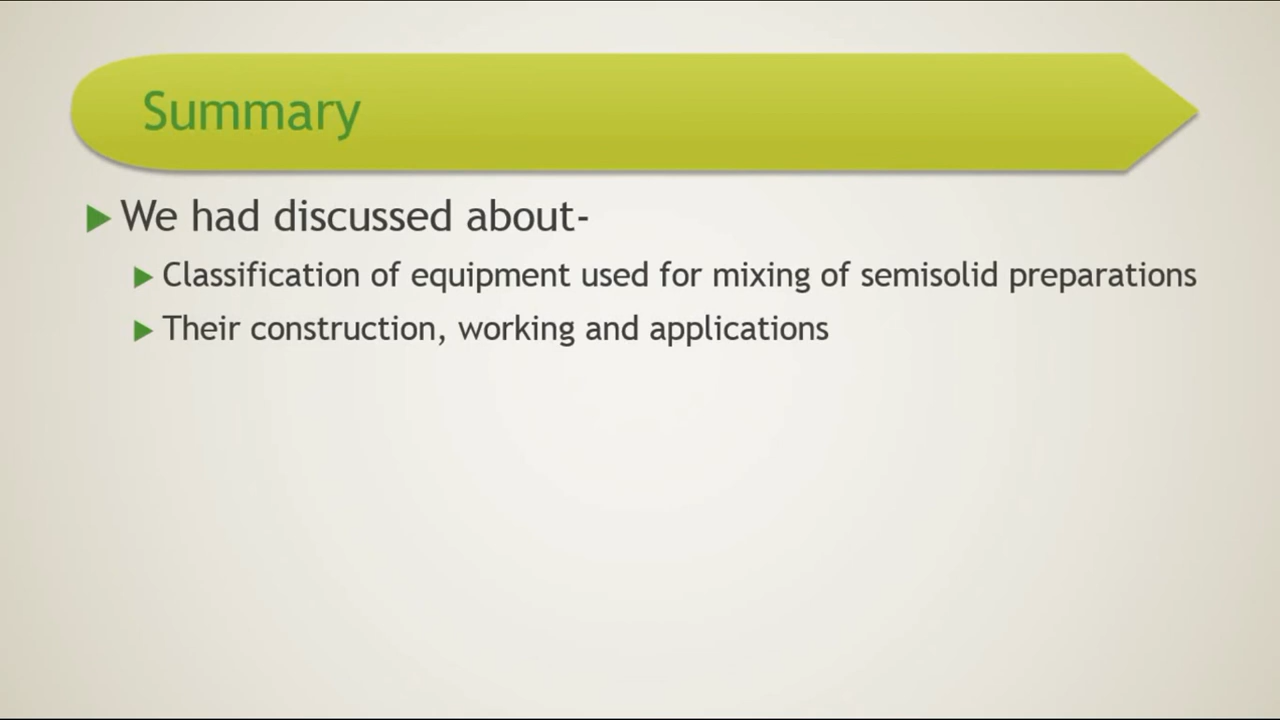 Summary
We had discussed about-
Classification of equipment used for mixing of semisolid preparations
Their construction, working and applications